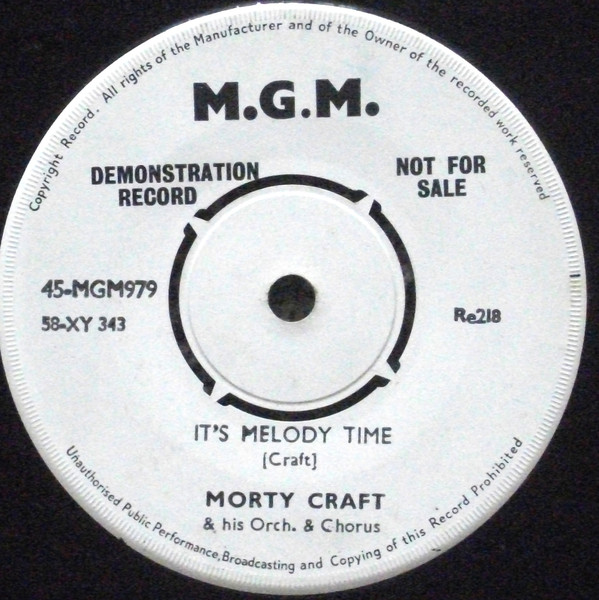 Copyright Record. All rights of the Manufacturer and of the Owner of the recorded work reserved
M.G.M.
DEMONSTRATION
RECORD
NOT FOR
SALE
45-MGM979
58-XY 343
Re218
IT'S MELODY TIME
[Craft]
MORTY CRAFT
& his Orch. & Chorus
Unauthorised Public Performance, Broadcasting and Copying of this Record Prohibited